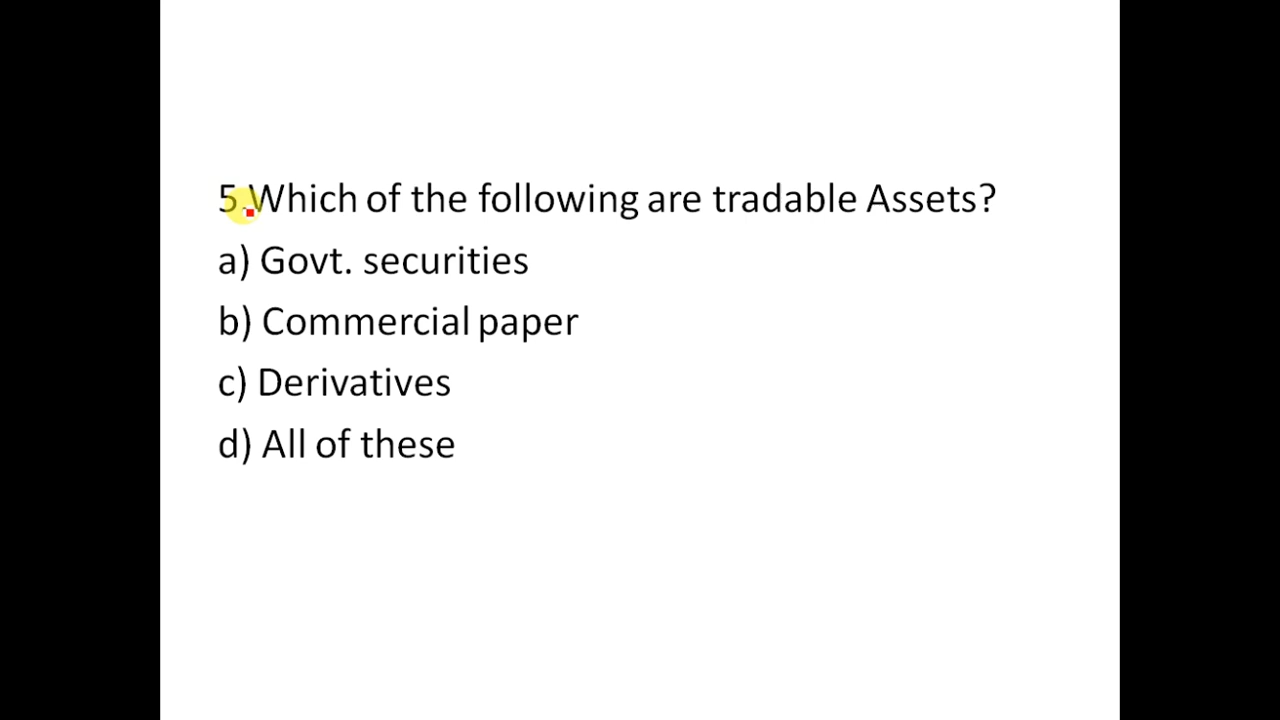 5.Which of the following are tradable Assets?
a) Govt. securities
b) Commercial paper
c) Derivatives
d) All of these